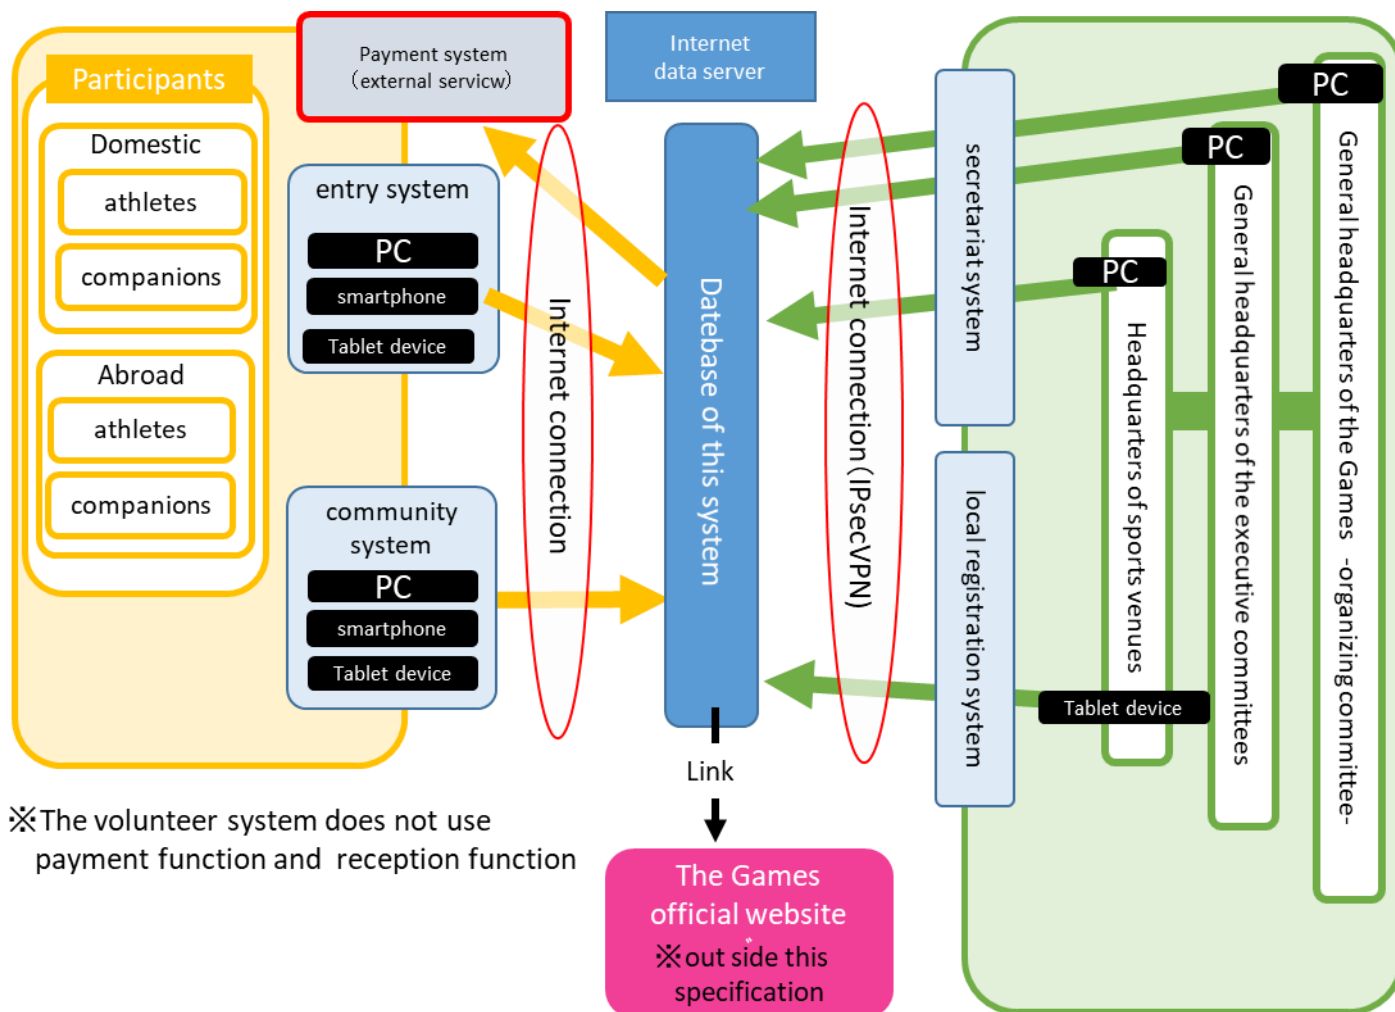 Payment system
(external servicw)
Internet
data server
Participants
Domestic
athletes
companions
Abroad
athletes
companions
entry system
PC
smartphone
Tablet device
community
system
PC
smartphone
Tablet device
Internet connection
Datebase of this system
Internet connection (IPsecVPN)
secretariat system
local registration system
PC
PC
PC
Tablet device
Headquarters of sports venues
General headquarters of the executive committees
General headquarters of the Games -organizing committee-
Link
※The volunteer system does not use
payment function and reception function
The Games
official website
※out side this
specification